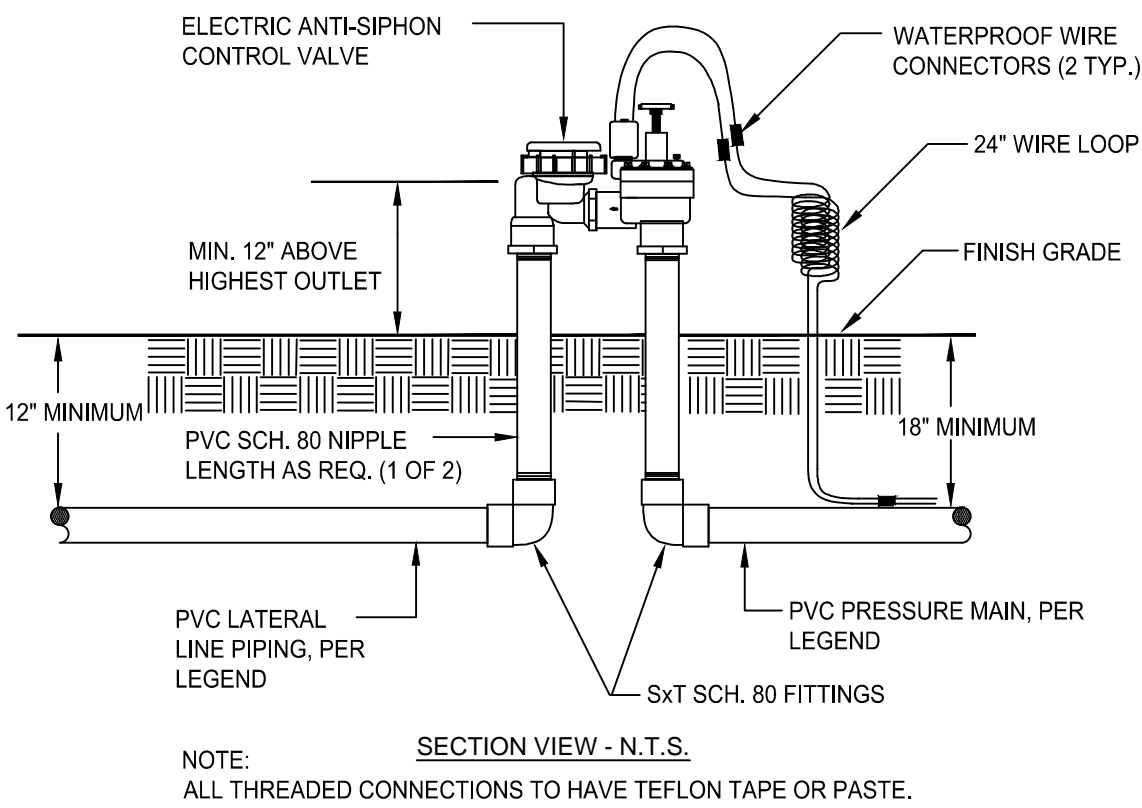 ELECTRIC ANTI-SIPHON
CONTROL VALVE
WATERPROOF WIRE
CONNECTORS (2 TYP.)
24" WIRE LOOP
MIN. 12" ABOVE
HIGHEST OUTLET
FINISH GRADE
12" MINIMUM
18" MINIMUM
PVC SCH. 80 NIPPLE
LENGTH AS REQ. (1 OF 2)
PVC LATERAL
LINE PIPING, PER
LEGEND
PVC PRESSURE MAIN, PER
LEGEND
SxT SCH. 80 FITTINGS
SECTION VIEW - N.T.S.
NOTE:
ALL THREADED CONNECTIONS TO HAVE TEFLON TAPE OR PASTE.